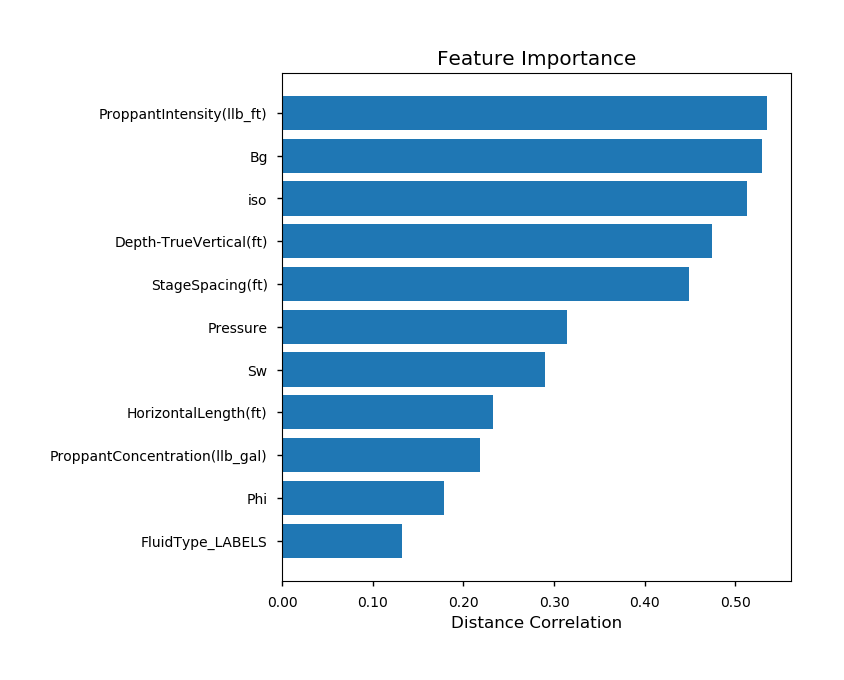 Feature Importance
ProppantIntensity(llb_ft)
Bg
iso
Depth-TrueVertical(ft)
StageSpacing(ft)
Pressure
Sw
HorizontalLength(ft)
ProppantConcentration(llb_gal)
Phi
FluidType_LABELS
0.00 0.10 0.20 0.30 0.40 0.50
Distance Correlation